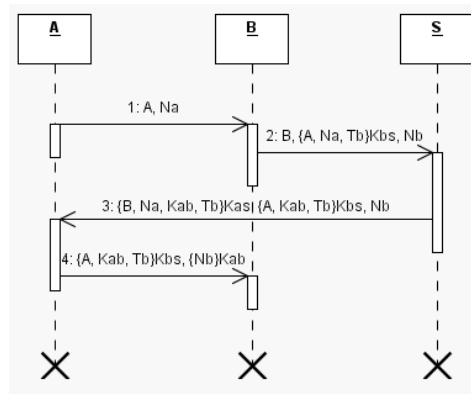 A
B
S
1: A, Na
2: B, {A, Na, Tb}Kbs, Nb
3: {B, Na, Kab, Tb}Kas, {A, Kab, Tb}Kbs, Nb
4: {A, Kab, Tb}Kbs, {Nb}Kab